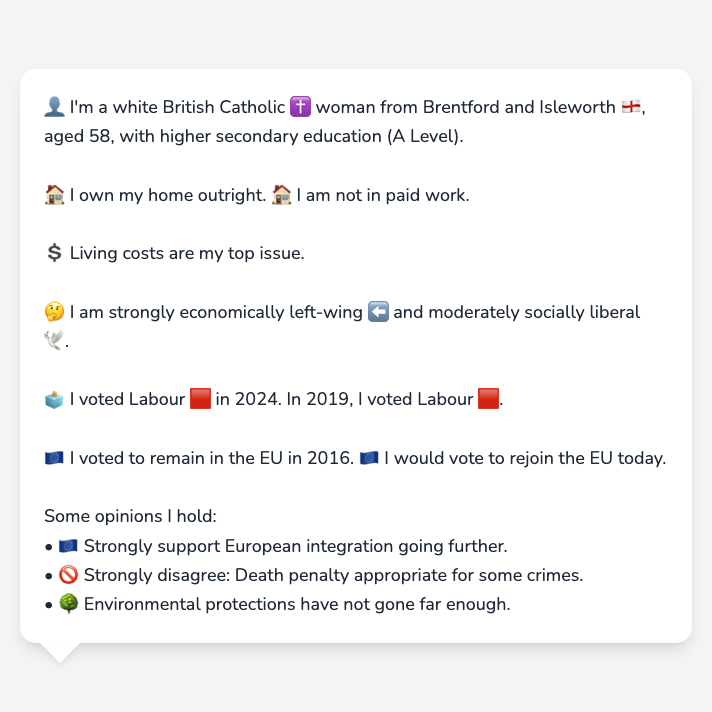 👤 I'm a white British Catholic ✝️ woman from Brentford and Isleworth 🏴󠁧󠁢󠁥󠁮󠁧󠁿,
aged 58, with higher secondary education (A Level).
🏠 I own my home outright. 🏠 I am not in paid work.
💲 Living costs are my top issue.
🤔 I am strongly economically left-wing ⬅️ and moderately socially liberal
🕊️.
🗳️ I voted Labour 🟥 in 2024. In 2019, I voted Labour 🟥.
🇪🇺 I voted to remain in the EU in 2016. 🇪🇺 I would vote to rejoin the EU today.
Some opinions I hold:
• 🇪🇺 Strongly support European integration going further.
• 🚫 Strongly disagree: Death penalty appropriate for some crimes.
• 🌳 Environmental protections have not gone far enough.